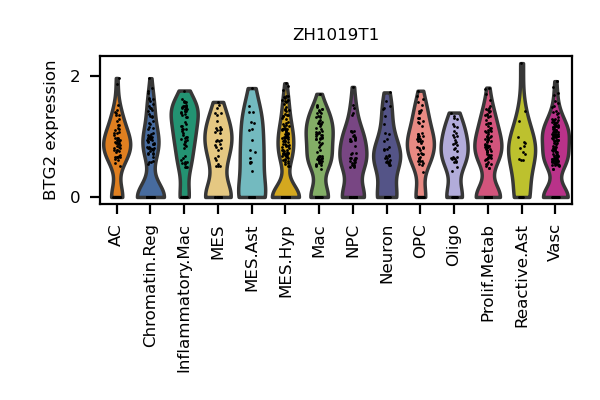 ZH1019T1
BTG2 expression
2
0
AC
Chromatin.Reg
Inflammatory.Mac
MES
MES.Ast
MES.Hyp
Mac
NPC
Neuron
OPC
Oligo
Prolif.Metab
Reactive.Ast
Vasc